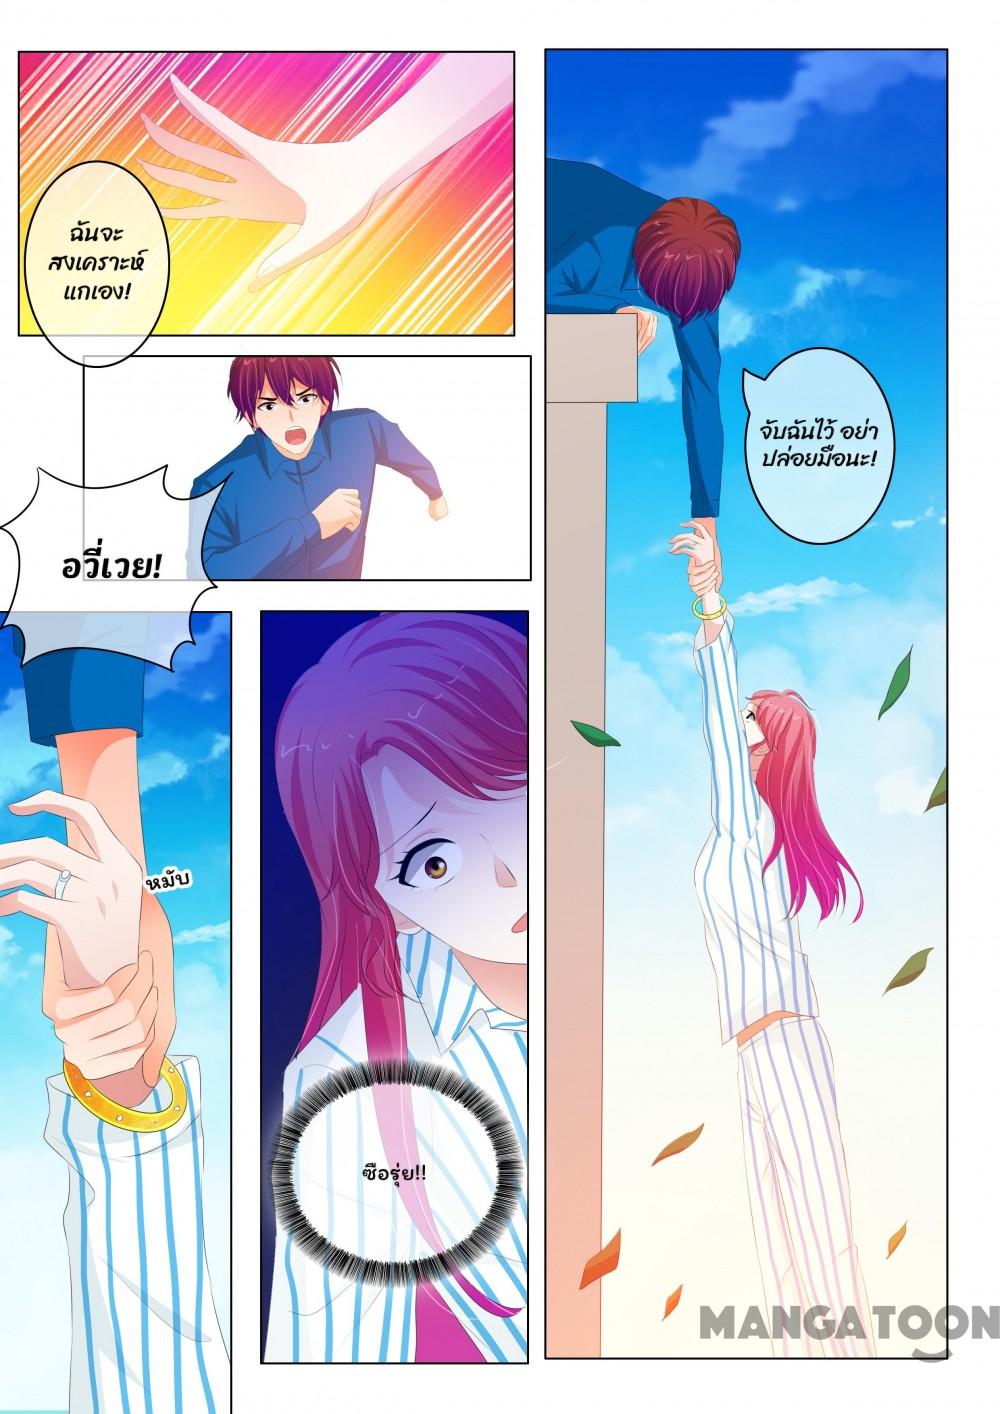 ฉันจะ
สงเคราะห์
แกเอง!
อวี่เวย!
หมับ
ซือรุ่ย!!
จับฉันไว้ อย่า
ปล่อยมือนะ!
MANGATOON